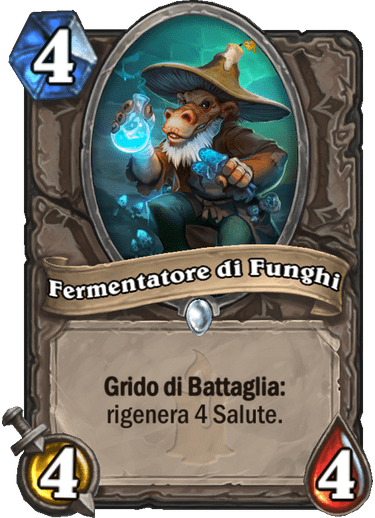 4
Fermentatore di Funghi
Grido di Battaglia:
rigenera 4 Salute.
4
4